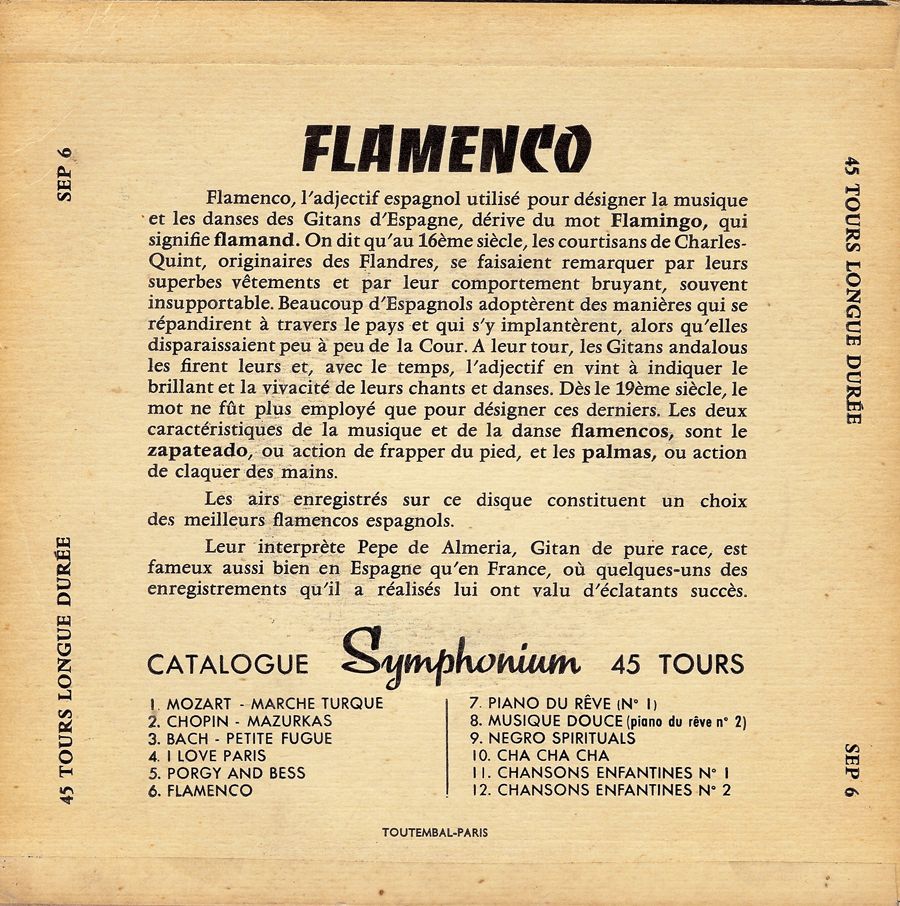 FLAMENCO
Flamenco, l'adjectif espagnol utilisé pour désigner la musique
et les danses des Gitans d'Espagne, dérive du mot Flamingo, qui
signifie flamand. On dit qu'au 16ème siècle, les courtisans de Charles-
Quint, originaires des Flandres, se faisaient remarquer par leurs
superbes vêtements et par leur comportement bruyant, souvent
insupportable. Beaucoup d'Espagnols adoptèrent des manières qui se
répandirent à travers le pays et qui s'y implantèrent, alors qu'elles
disparaissaient peu à peu de la Cour. A leur tour, les Gitans andalous
les firent leurs et, avec le temps, l'adjectif en vint à indiquer le
brillant et la vivacité de leurs chants et danses. Dès le 19ème siècle, le
mot ne fût plus employé que pour désigner ces derniers. Les deux
caractéristiques de la musique et de la danse flamencos, sont le
zapateado, ou action de frapper du pied, et les palmas, ou action
de claquer des mains.
Les airs enregistrés sur ce disque constituent un choix
des meilleurs flamencos espagnols.
Leur interprète Pepe de Almeria, Gitan de pure race, est
fameux aussi bien en Espagne qu'en France, où quelques-uns des
enregistrements qu'il a réalisés lui ont valu d'éclatants succès.
CATALOGUE Symphonium 45 TOURS
1. MOZART - MARCHE TURQUE
2. CHOPIN - MAZURKAS
3. BACH - PETITE FUGUE
4. I LOVE PARIS
5. PORGY AND BESS
6. FLAMENCO
7. PIANO DU RÊVE (N° 1)
8. MUSIQUE DOUCE (piano du rêve n° 2)
9. NEGRO SPIRITUALS
10. CHA CHA CHA
11. CHANSONS ENFANTINES N° 1
12. CHANSONS ENFANTINES N° 2
TOUTEMBAL-PARIS
45 TOURS LONGUE DURÉE
SEP 6
45 TOURS LONGUE DURÉE
SEP 6